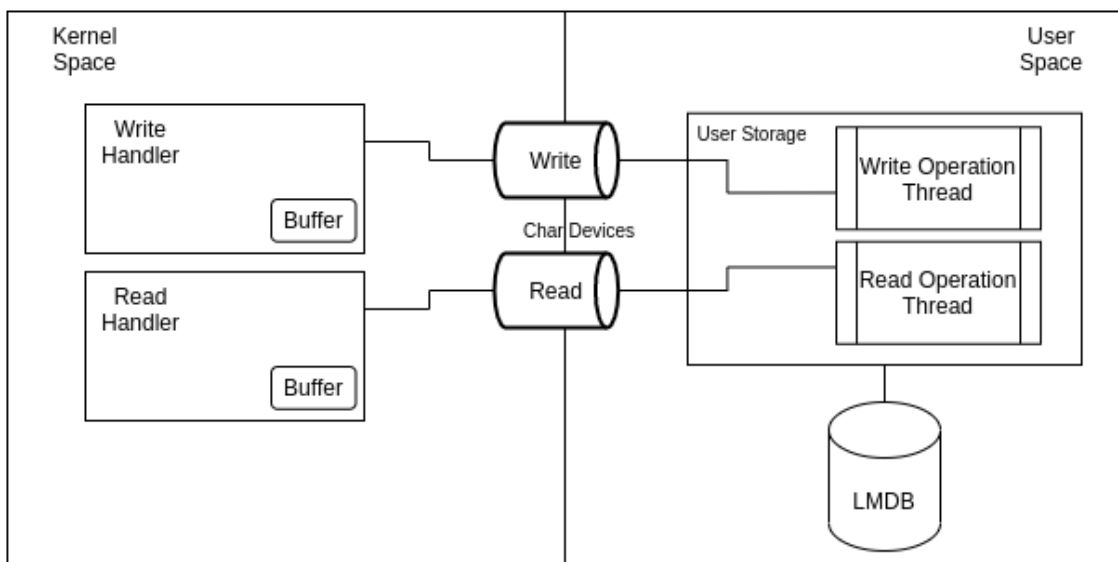 Kernel
Space
User
Space
Write
Handler
Buffer
Write
User Storage
Write Operation
Thread
Char Devices
Read
Handler
Buffer
Read
Read Operation
Thread
LMDB